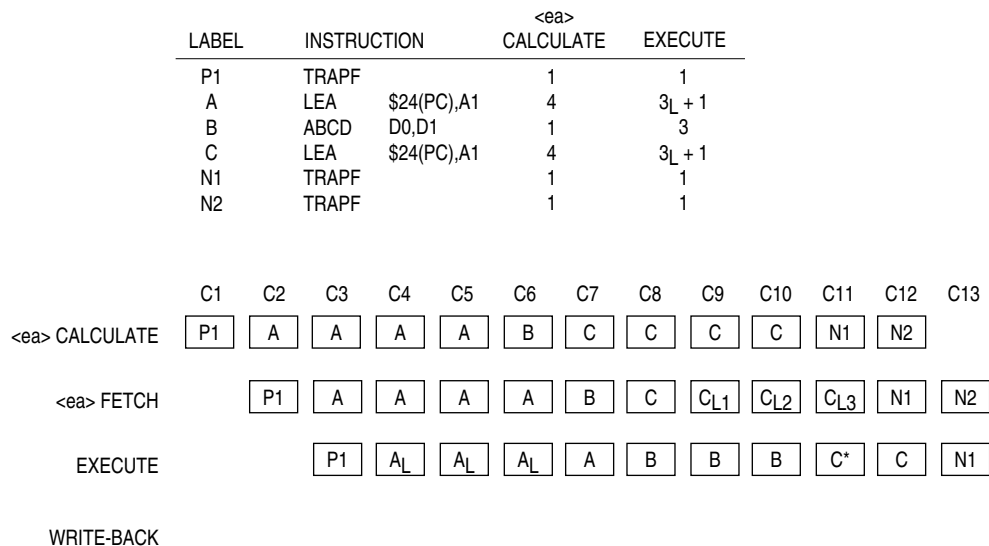 <ea>
LABEL INSTRUCTION CALCULATE EXECUTE
P1 TRAPF 1 1
A LEA $24(PC),A1 4 3L + 1
B ABCD D0,D1 1 3
C LEA $24(PC),A1 4 3L + 1
N1 TRAPF 1 1
N2 TRAPF 1 1
C1 C2 C3 C4 C5 C6 C7 C8 C9 C10 C11 C12 C13
<ea> CALCULATE P1 A A A A B C C C C N1 N2
<ea> FETCH P1 A A A A B C CL1 CL2 CL3 N1 N2
EXECUTE P1 AL AL AL A B B B C* C N1
WRITE-BACK